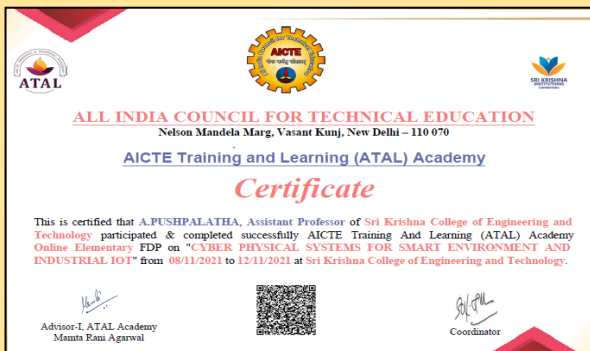 ATAL
AICTE
SRI KRISHNA
INSTITUTIONS
ALL INDIA COUNCIL FOR TECHNICAL EDUCATION
Nelson Mandela Marg, Vasant Kunj, New Delhi – 110 070
AICTE Training and Learning (ATAL) Academy
Certificate
This is certified that A.PUSHPALATHA, Assistant Professor of Sri Krishna College of Engineering and
Technology participated & completed successfully AICTE Training And Learning (ATAL) Academy
Online Elementary FDP on "CYBER PHYSICAL SYSTEMS FOR SMART ENVIRONMENT AND
INDUSTRIAL IOT" from 08/11/2021 to 12/11/2021 at Sri Krishna College of Engineering and Technology.
Advisor-I, ATAL Academy
Mamta Rani Agarwal
Coordinator